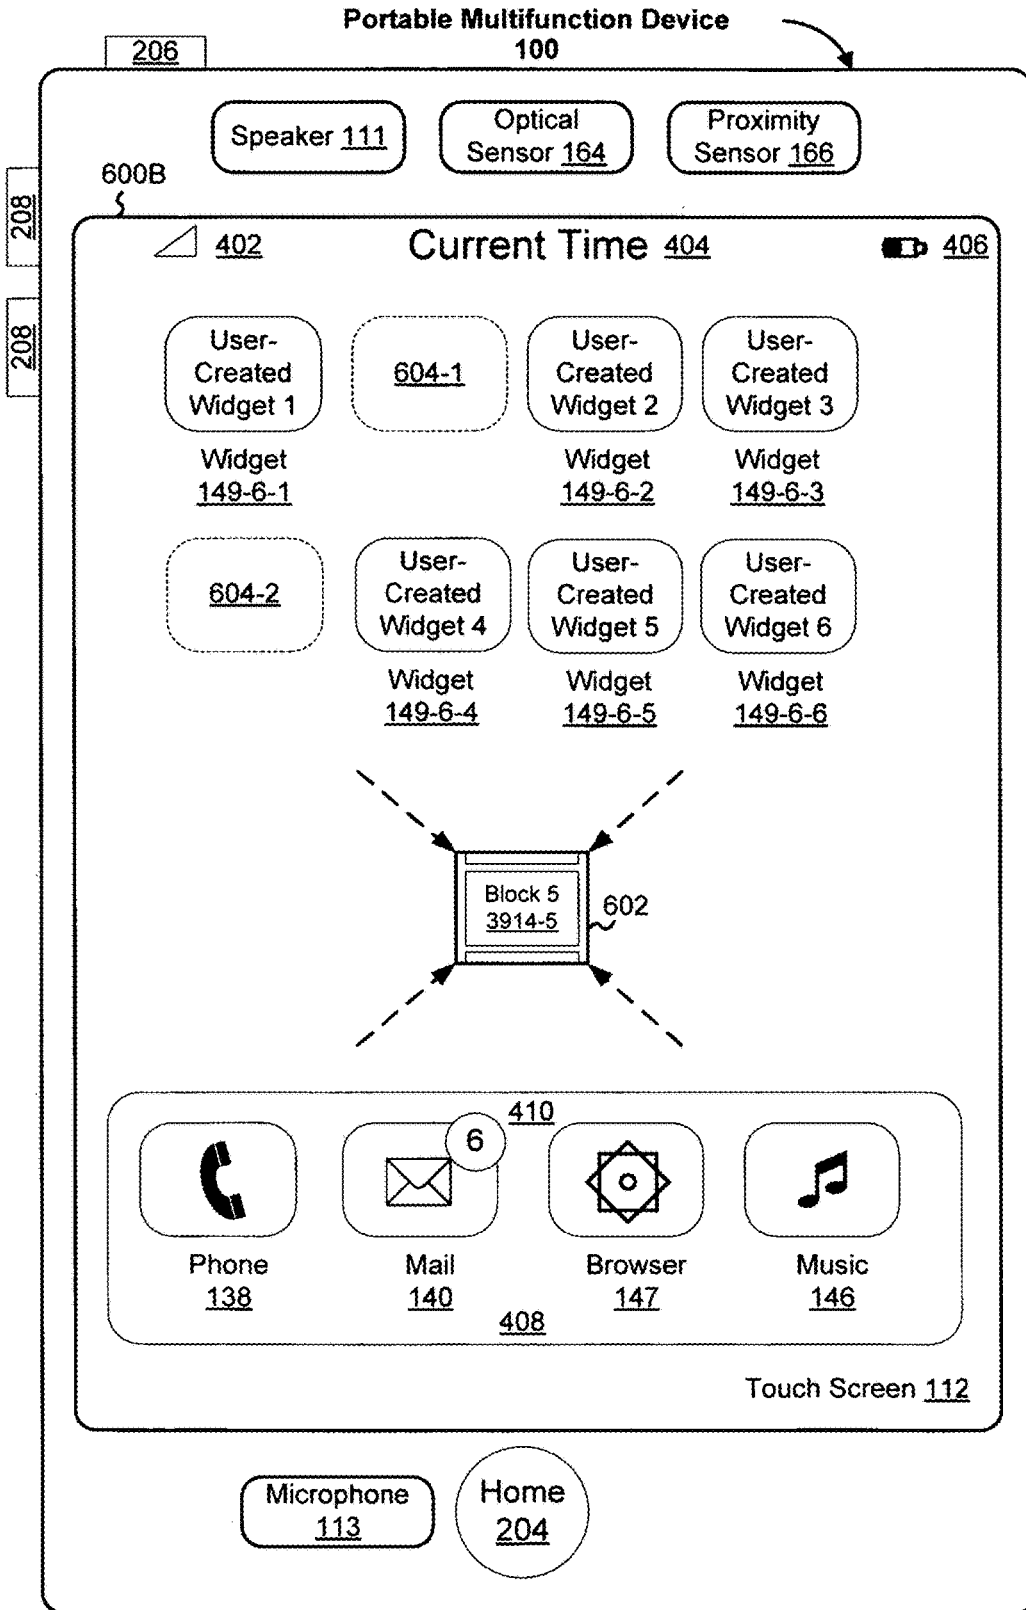 Portable Multifunction Device
100
206
Speaker 111
Optical
Sensor 164
Proximity
Sensor 166
600B
208
208
402
Current Time 404
406
User-
Created
Widget 1
604-1
User-
Created
Widget 2
User-
Created
Widget 3
Widget
149-6-1
Widget
149-6-2
Widget
149-6-3
604-2
User-
Created
Widget 4
User-
Created
Widget 5
User-
Created
Widget 6
Widget
149-6-4
Widget
149-6-5
Widget
149-6-6
Block 5
3914-5
602
410
6
Phone
138
Mail
140
Browser
147
Music
146
408
Touch Screen 112
Microphone
113
Home
204